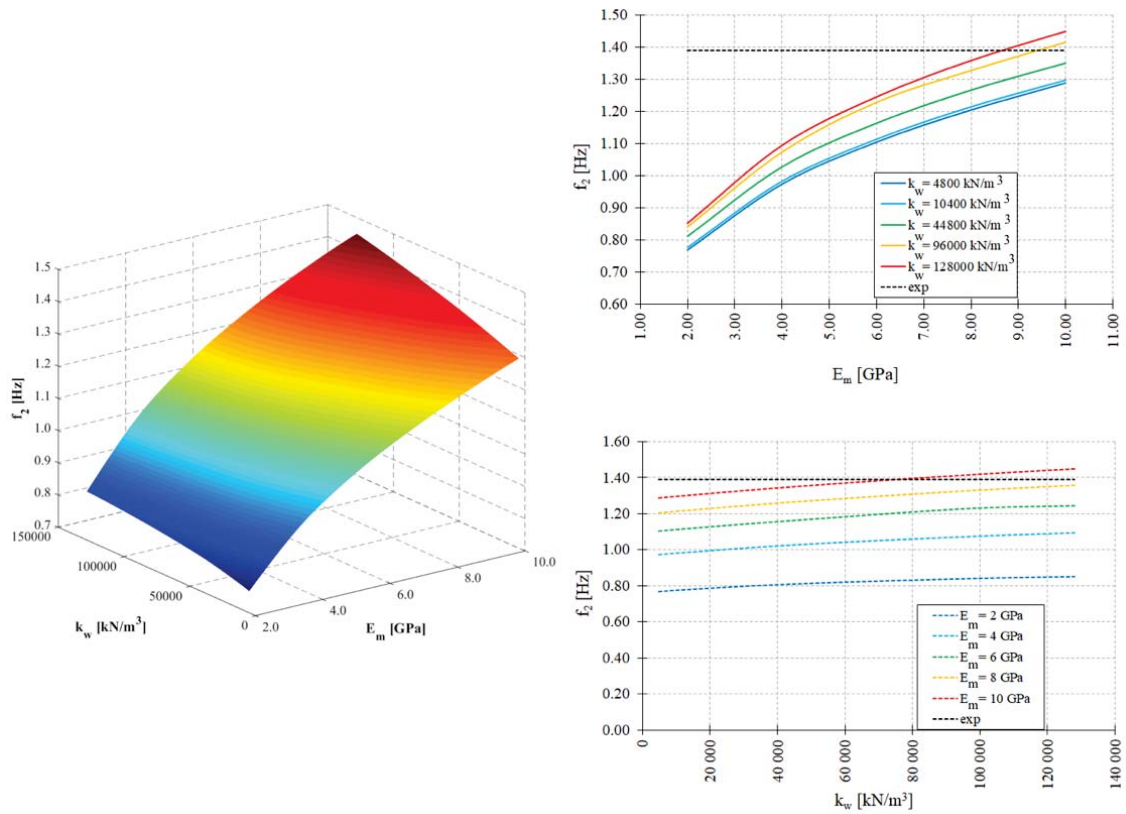 1.5
1.4
1.3
1.2
1.1
1.0
0.9
0.8
0.7
f2 [Hz]
150000
100000
50000
0
kw [kN/m³]
2.0
4.0
6.0
8.0
10.0
Em [GPa]
1.50
1.40
1.30
1.20
1.10
1.00
0.90
0.80
0.70
0.60
f2 [Hz]
kw= 4800 kN/m³
kw= 10400 kN/m³
kw= 44800 kN/m³
kw= 96000 kN/m³
kw= 128000 kN/m³
exp
1.00 2.00 3.00 4.00 5.00 6.00 7.00 8.00 9.00 10.00 11.00
Em [GPa]
1.60
1.40
1.20
1.00
0.80
0.60
0.40
0.20
0.00
f2 [Hz]
Em= 2 GPa
Em= 4 GPa
Em= 6 GPa
Em= 8 GPa
Em= 10 GPa
exp
0 20 000 40 000 60 000 80 000 100 000 120 000 140 000
kw [kN/m³]